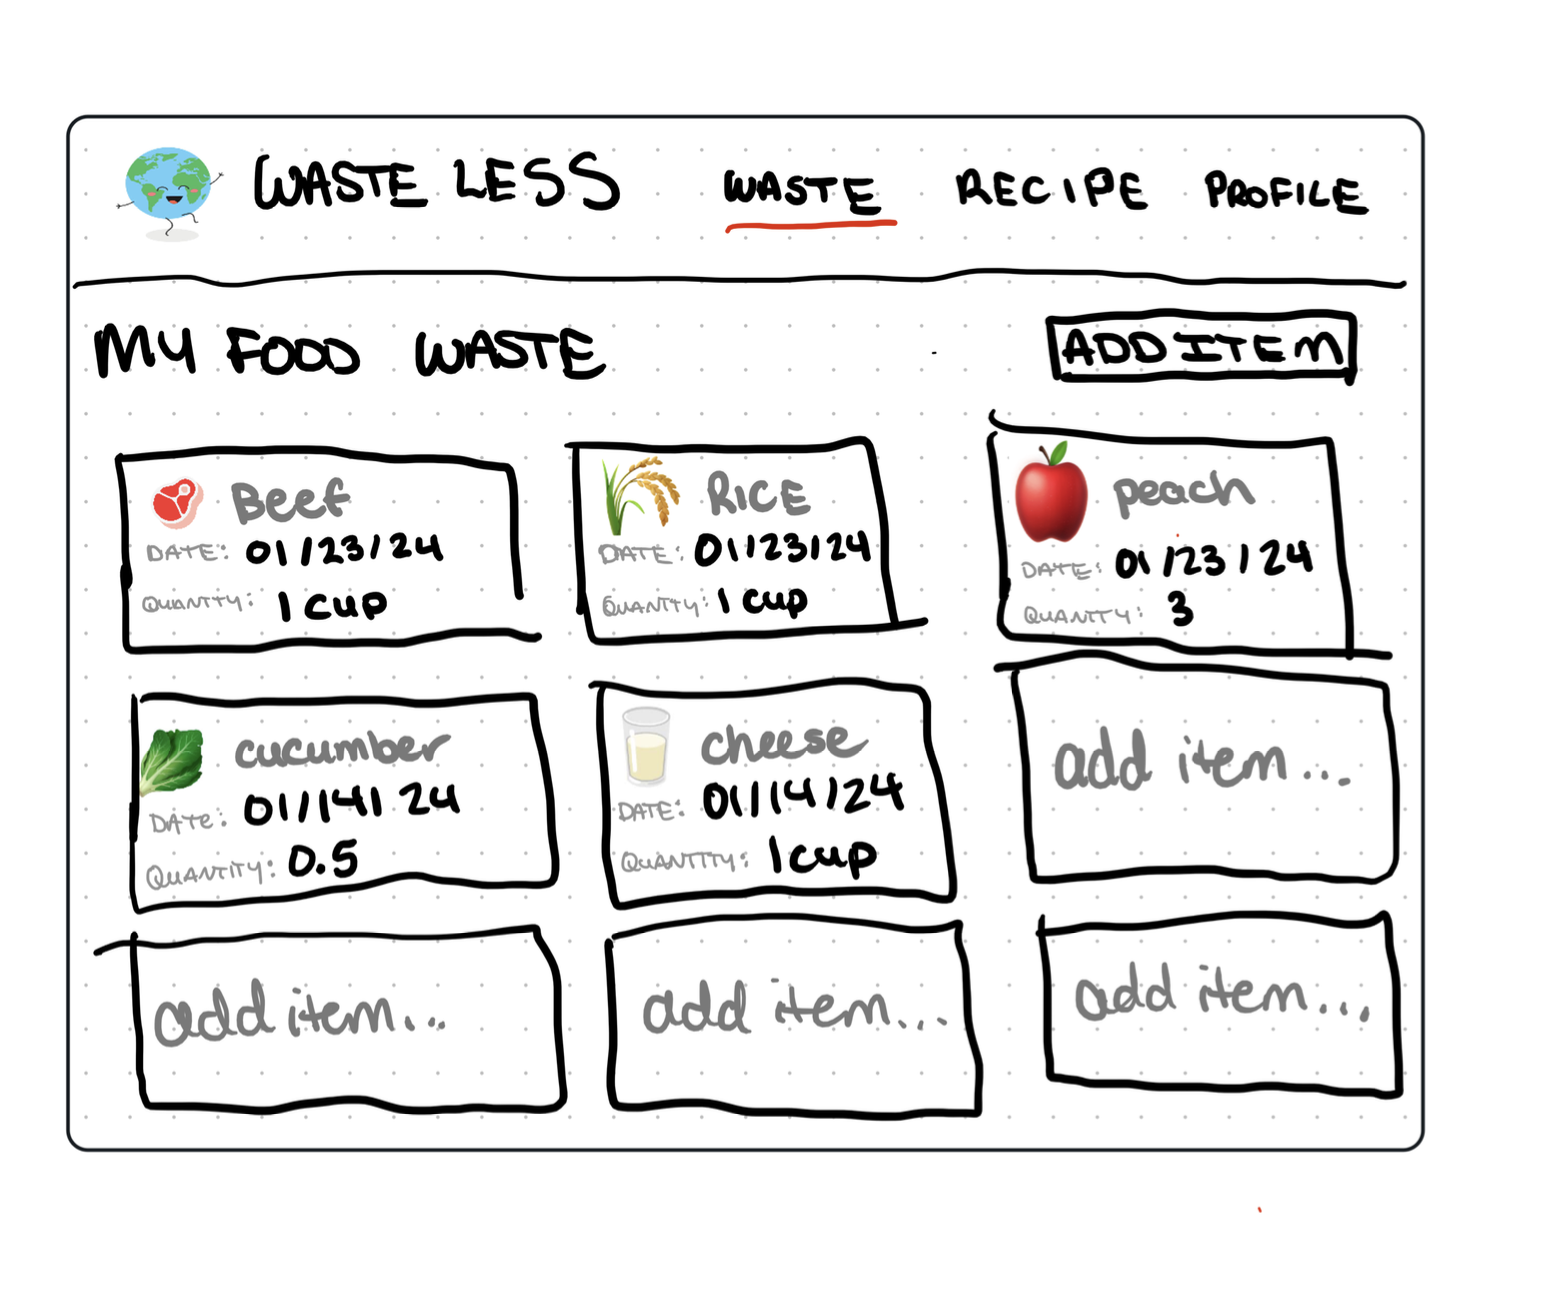 WASTE LESS WASTE RECIPE PROFILE
MY FOOD WASTE ADD ITEM
Beef
DATE: 01/23/24
QUANTITY: 1 cup
RICE
DATE: 01/23/24
QUANTITY: 1 cup
peach
DATE: 01/23/24
QUANTITY: 3
cucumber
DATE: 01/14/24
QUANTITY: 0.5
cheese
DATE: 01/14/24
QUANTITY: 1 cup
add item...
add item...
add item...
add item...